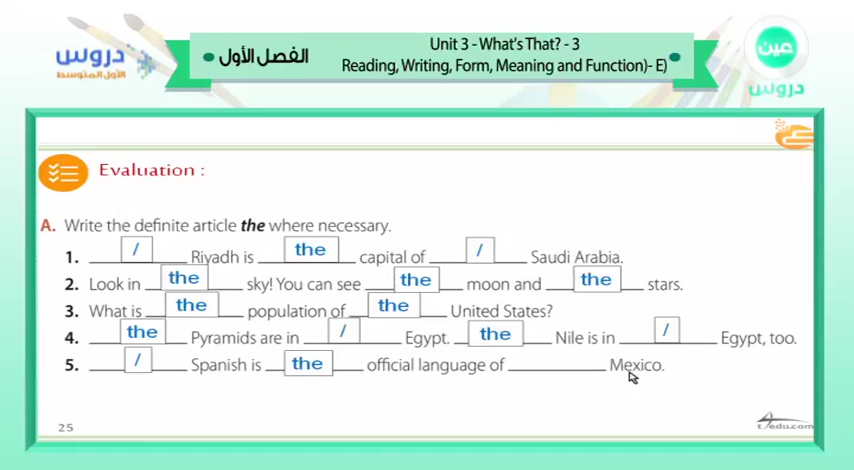 دروس
الأول المتوسط
الفصل الأول
Unit 3 - What's That? - 3
Reading, Writing, Form, Meaning and Function)- E)
عين
دروس
Evaluation :
A. Write the definite article the where necessary.
1. / Riyadh is the capital of / Saudi Arabia.
2. Look in the sky! You can see the moon and the stars.
3. What is the population of the United States?
4. the Pyramids are in / Egypt. the Nile is in / Egypt, too.
5. / Spanish is the official language of ________ Mexico.
25
t4edu.com